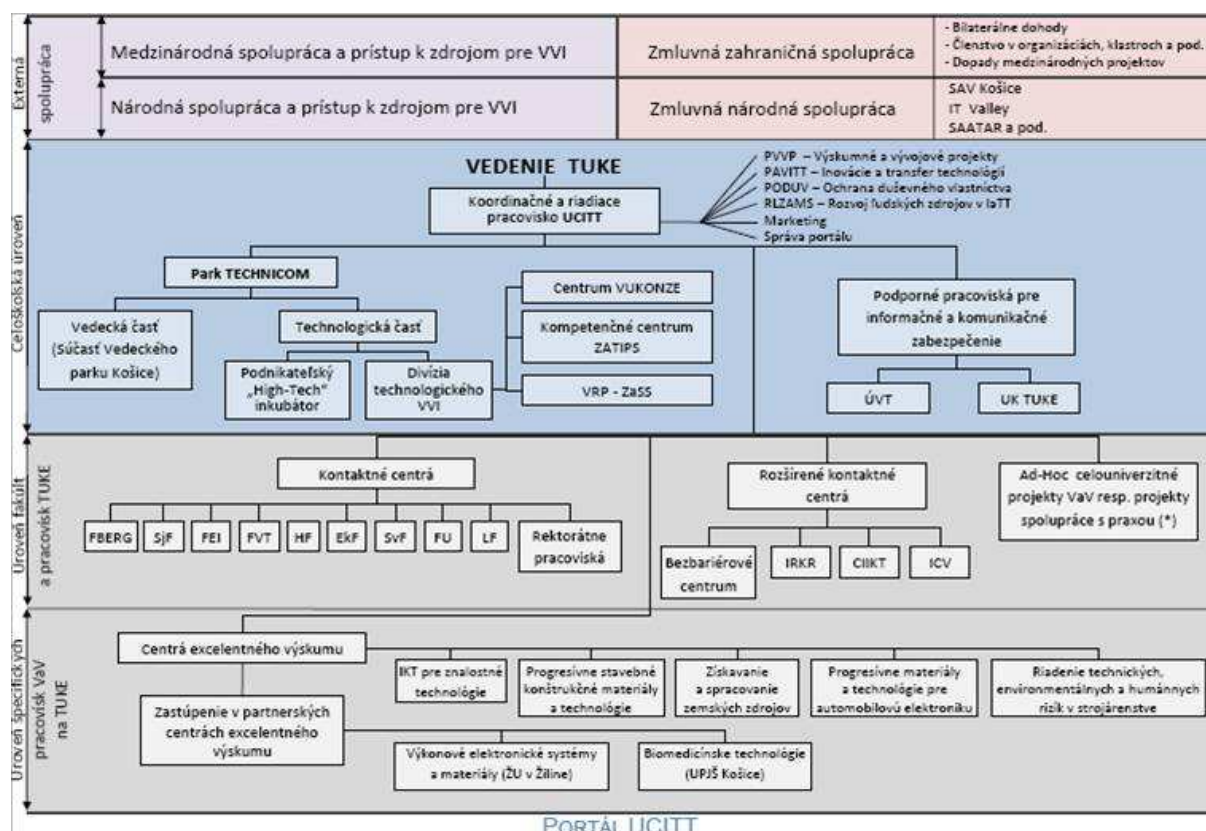 Externá
spolupráca
Medzinárodná spolupráca a prístup k zdrojom pre VVI
Zmluvná zahraničná spolupráca
- Bilaterálne dohody
- Členstvo v organizáciách, klastroch a pod.
- Dopady medzinárodných projektov
Národná spolupráca a prístup k zdrojom pre VVI
Zmluvná národná spolupráca
SAV Košice
IT Valley
SAATAR a pod.
Celoškolská úroveň
VEDENIE TUKE
Koordinačné a riadiace
pracovisko UCITT
PVVP – Výskumné a vývojové projekty
PAVITT – Inovácie a transfer technológií
PODUV – Ochrana duševného vlastníctva
RLZAMS – Rozvoj ľudských zdrojov v IaTT
Marketing
Správa portálu
Park TECHNICOM
Vedecká časť
(Súčasť Vedeckého
parku Košice)
Technologická časť
Podnikateľský
„High-Tech“
inkubátor
Divízia
technologického
VVI
Centrum VUKONZE
Kompetenčné centrum
ZATIPS
VRP - ZaSS
Podporné pracoviská pre
informačné a komunikačné
zabezpečenie
ÚVT
UK TUKE
Úroveň fakúlt
a pracovísk TUKE
Kontaktné centrá
FBERG
SjF
FEI
FVT
HF
EkF
SvF
FU
LF
Rektorátne
pracoviská
Rozšírené kontaktné
centrá
Bezbariérové
centrum
IRKR
CIIKT
ICV
Ad-Hoc celouniverzitné
projekty VaV resp. projekty
spolupráce s praxou (*)
Úroveň špecifických
pracovísk VaV
na TUKE
Centrá excelentného výskumu
IKT pre znalostné
technológie
Progresívne stavebné
konštrukčné materiály
a technológie
Získavanie
a spracovanie
zemských zdrojov
Progresívne materiály
a technológie pre
automobilovú elektroniku
Riadenie technických,
environmentálnych a humánnych
rizík v strojárenstve
Zastúpenie v partnerských
centrách excelentného
výskumu
Výkonové elektronické systémy
a materiály (ŽU v Žiline)
Biomedicínske technológie
(UPJŠ Košice)
PORTÁL UCITT